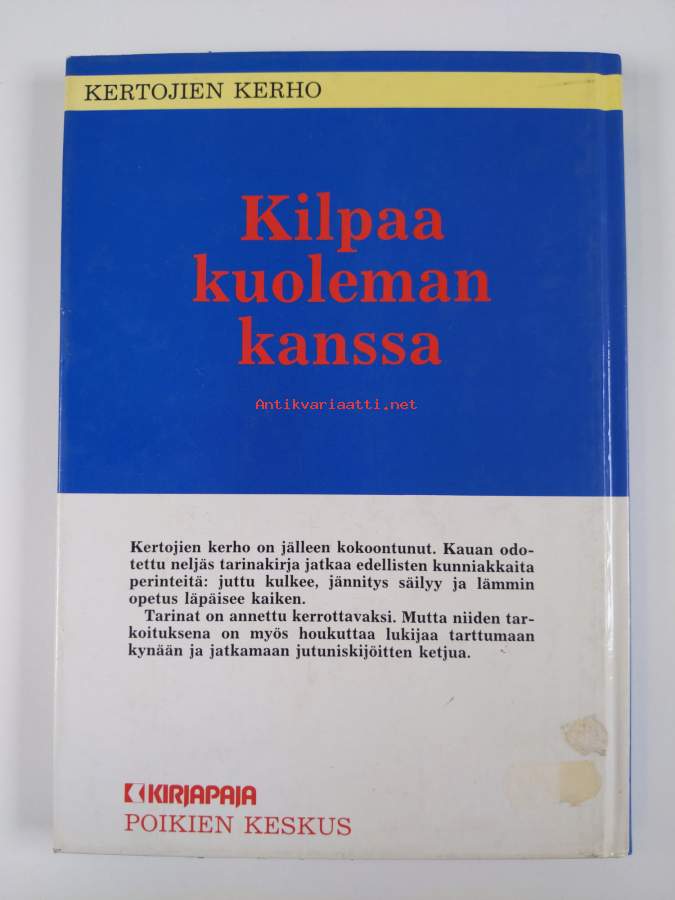 KERTOJIEN KERHO
Kilpaa
kuoleman
kanssa
Antikvariaatti.net
Kertojien kerho on jälleen kokoontunut. Kauan odo-
tettu neljäs tarinakirja jatkaa edellisten kunniakkaita
perinteitä: juttu kulkee, jännitys säilyy ja lämmin
opetus läpäisee kaiken.
Tarinat on annettu kerrottavaksi. Mutta niiden tar-
koituksena on myös houkuttaa lukijaa tarttumaan
kynään ja jatkamaan jutuniskijöitten ketjua.
KIRJAPAJA
POIKIEN KESKUS